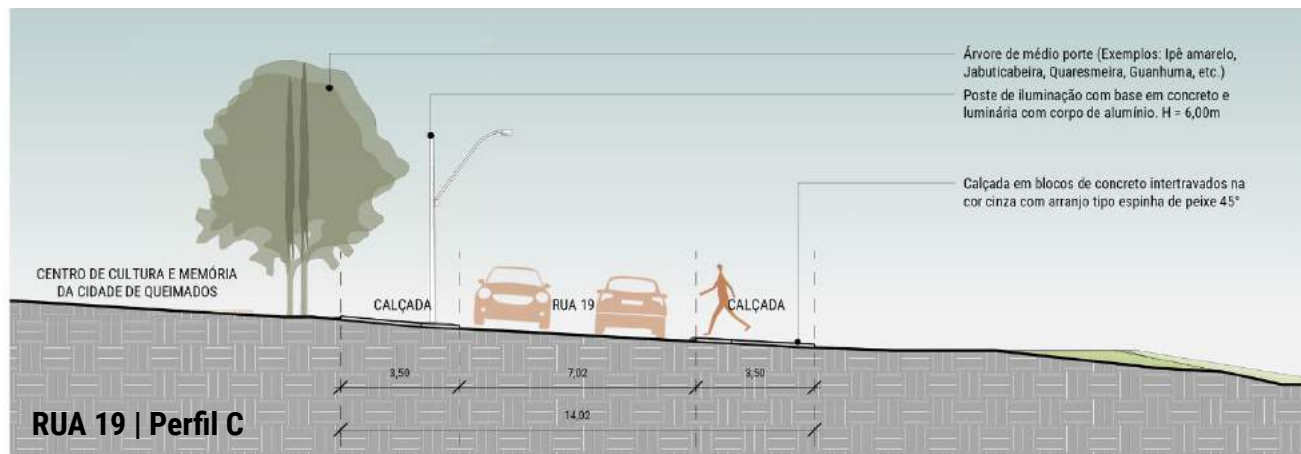 Árvore de médio porte (Exemplos: Ipê amarelo,
Jabuticabeira, Quaresmeira, Guanhuma, etc.)
Poste de iluminação com base em concreto e
luminária com corpo de alumínio. H = 6,00m
Calçada em blocos de concreto intertravados na
cor cinza com arranjo tipo espinha de peixe 45°
CENTRO DE CULTURA E MEMÓRIA
DA CIDADE DE QUEIMADOS
CALÇADA
RUA 19
CALÇADA
3,50
7,02
3,50
14,02
RUA 19 | Perfil C